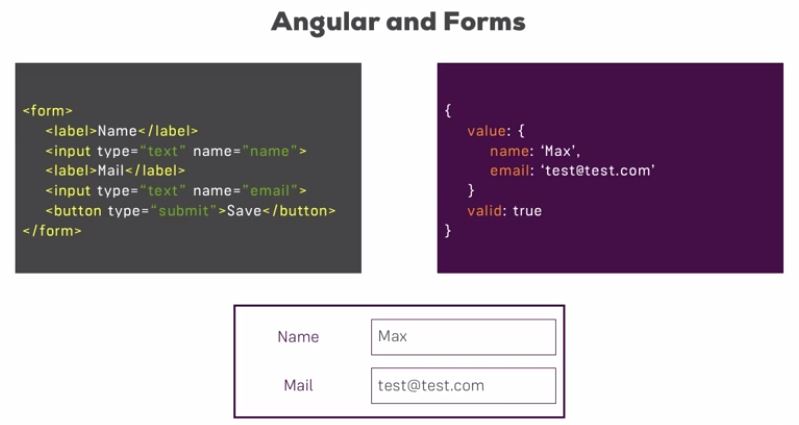 Angular and Forms
<form>
<label>Name</label>
<input type="text" name="name">
<label>Mail</label>
<input type="text" name="email">
<button type="submit">Save</button>
</form>
{
value: {
name: ‘Max’,
email: ‘test@test.com’
}
valid: true
}
Name Max
Mail test@test.com